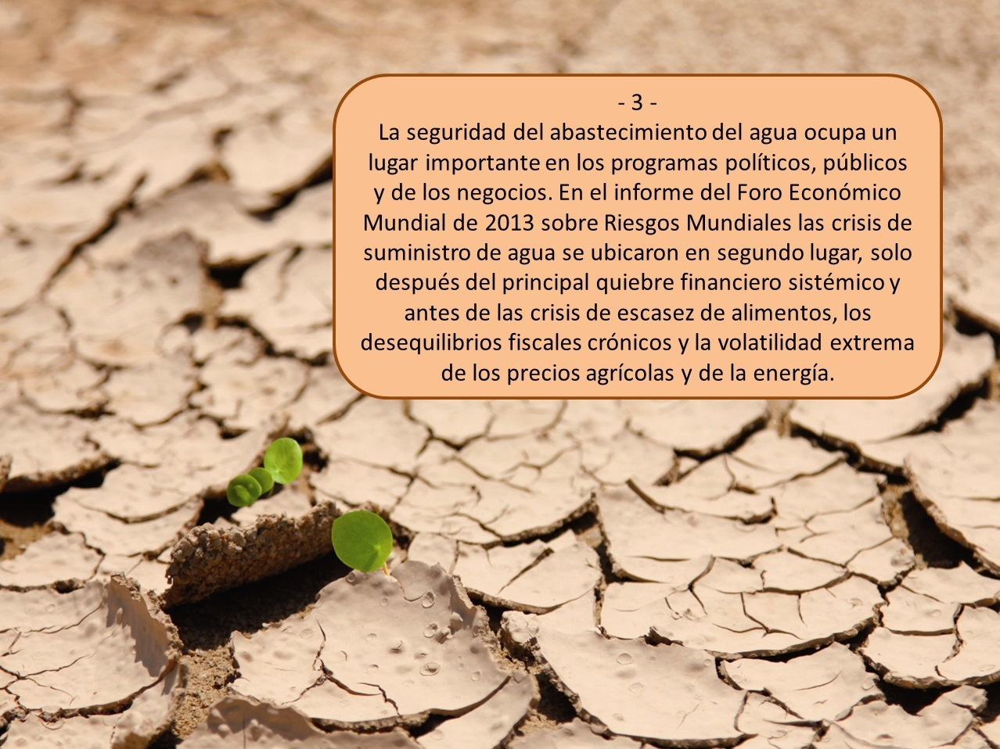 - 3 -
La seguridad del abastecimiento del agua ocupa un
lugar importante en los programas políticos, públicos
y de los negocios. En el informe del Foro Económico
Mundial de 2013 sobre Riesgos Mundiales las crisis de
suministro de agua se ubicaron en segundo lugar, solo
después del principal quiebre financiero sistémico y
antes de las crisis de escasez de alimentos, los
desequilibrios fiscales crónicos y la volatilidad extrema
de los precios agrícolas y de la energía.